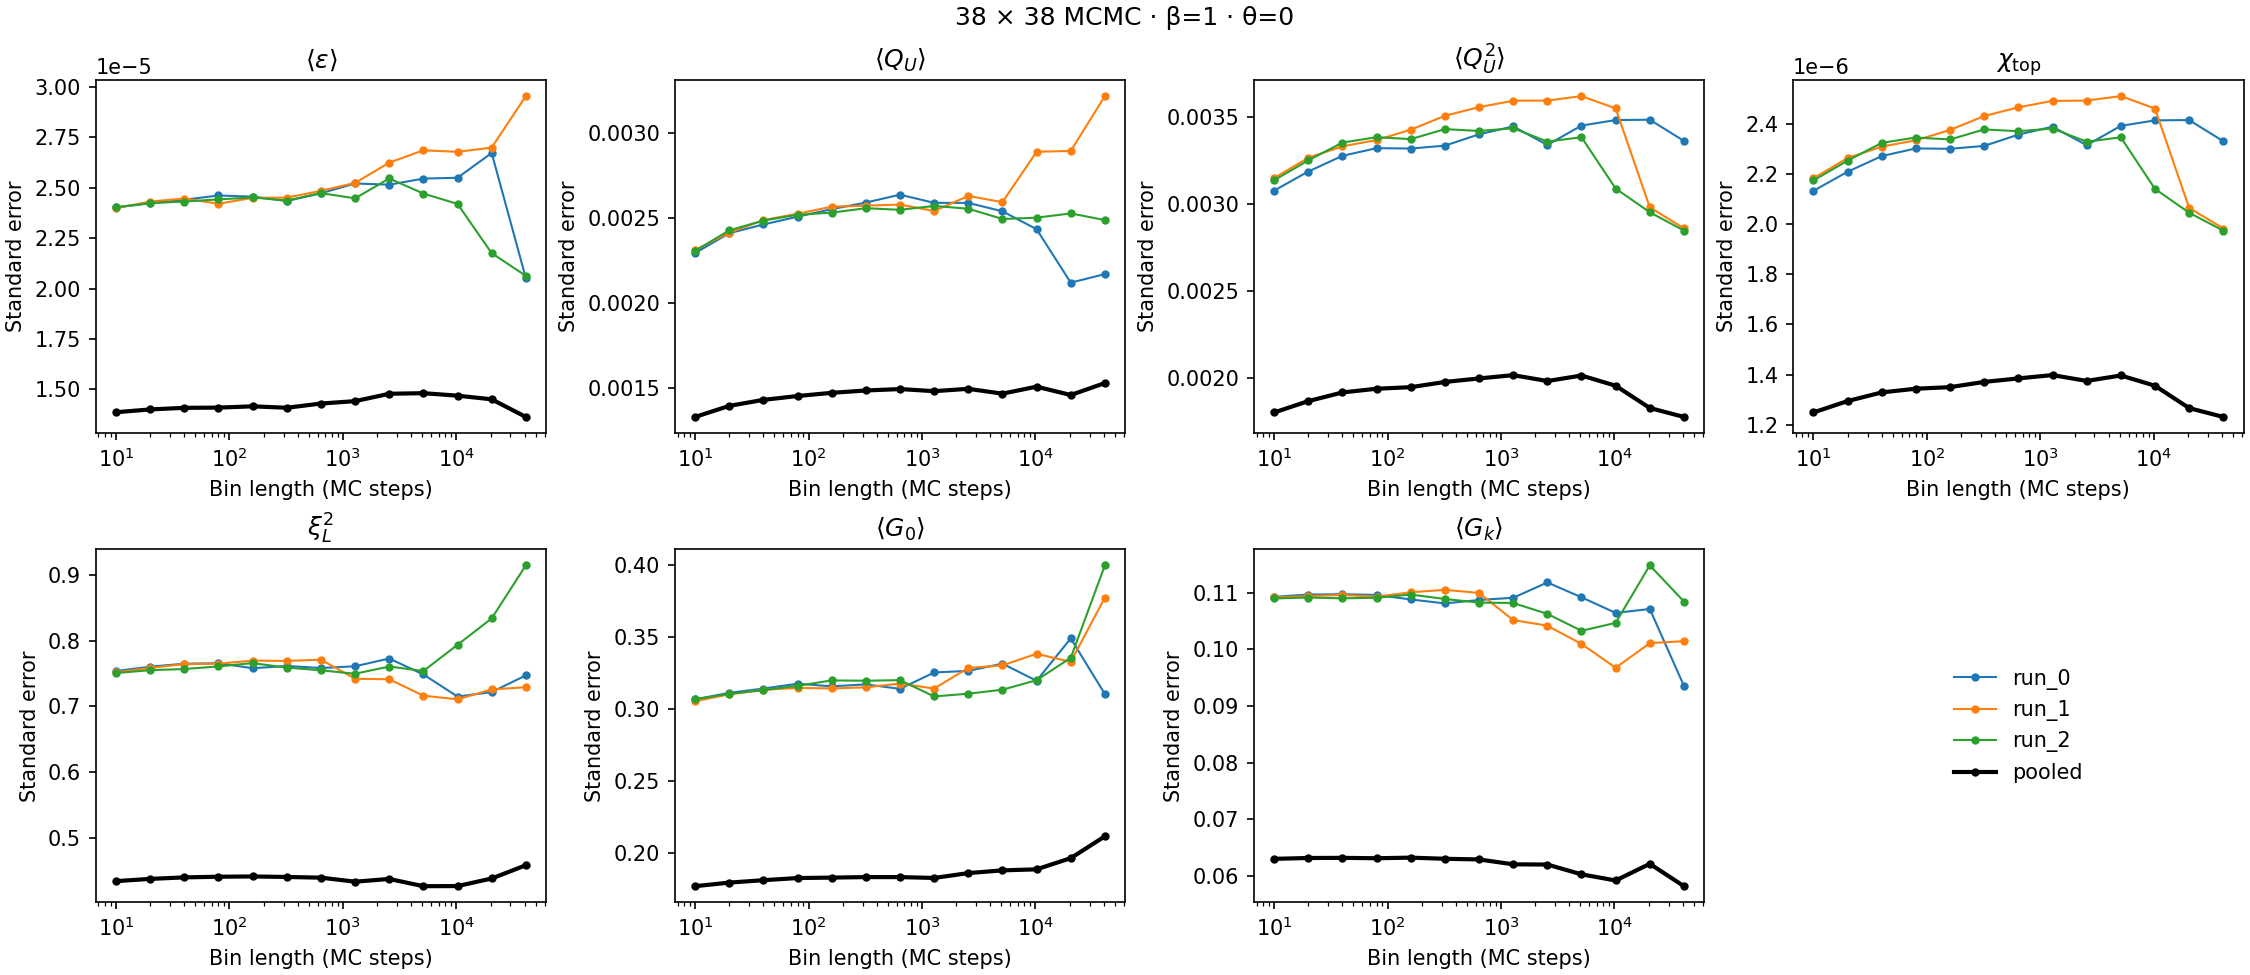 38 × 38 MCMC · β=1 · θ=0
⟨ε⟩
1e−5
3.00
2.75
2.50
2.25
2.00
1.75
1.50
Standard error
10¹ 10² 10³ 10⁴
Bin length (MC steps)
⟨Q_U⟩
0.0030
0.0025
0.0020
0.0015
Standard error
10¹ 10² 10³ 10⁴
Bin length (MC steps)
⟨Q_U²⟩
0.0035
0.0030
0.0025
0.0020
Standard error
10¹ 10² 10³ 10⁴
Bin length (MC steps)
χ_top
1e−6
2.4
2.2
2.0
1.8
1.6
1.4
1.2
Standard error
10¹ 10² 10³ 10⁴
Bin length (MC steps)
ξ_L²
0.9
0.8
0.7
0.6
0.5
Standard error
10¹ 10² 10³ 10⁴
Bin length (MC steps)
⟨G₀⟩
0.40
0.35
0.30
0.25
0.20
Standard error
10¹ 10² 10³ 10⁴
Bin length (MC steps)
⟨G_k⟩
0.11
0.10
0.09
0.08
0.07
0.06
Standard error
10¹ 10² 10³ 10⁴
Bin length (MC steps)
run_0
run_1
run_2
pooled